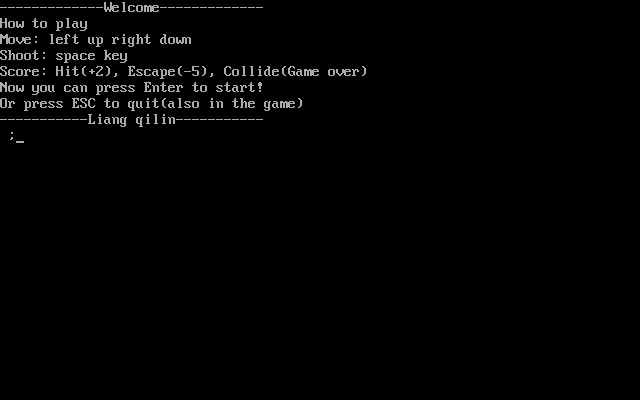 -------------Welcome-------------
How to play
Move: left up right down
Shoot: space key
Score: Hit(+2), Escape(-5), Collide(Game over)
Now you can press Enter to start!
Or press ESC to quit(also in the game)
-----------Liang qilin-----------
;_